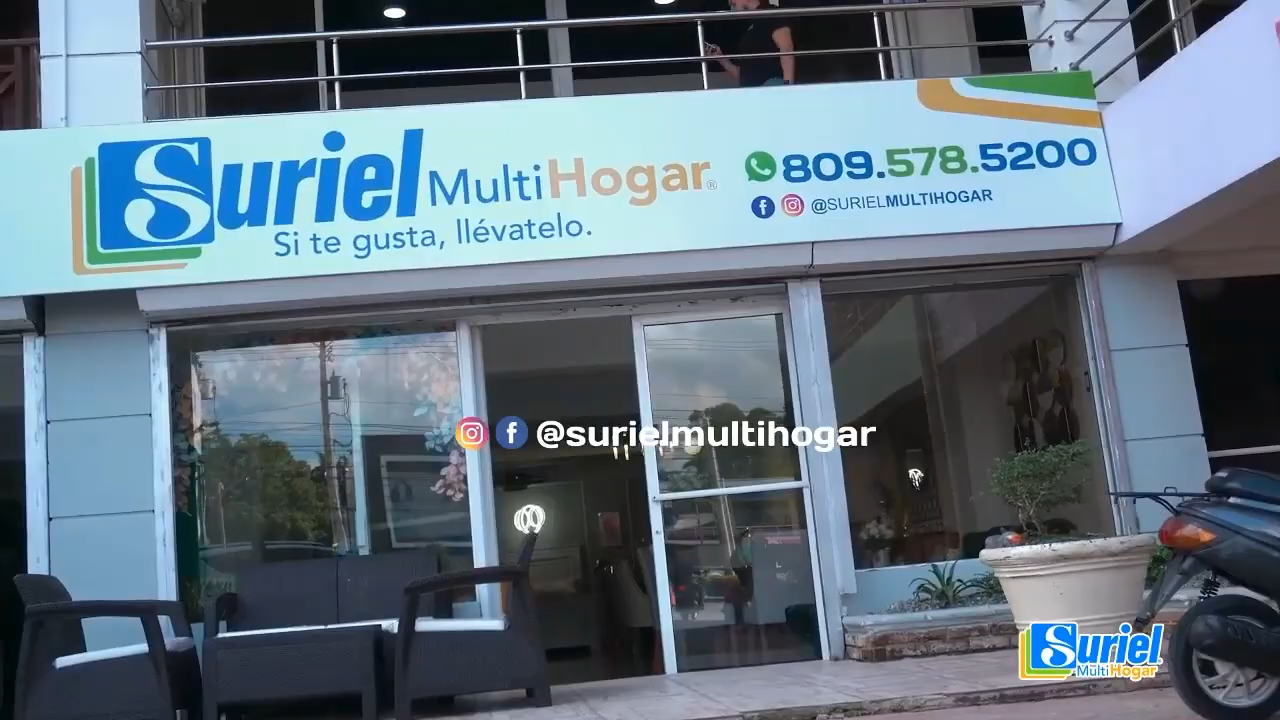 Suriel MultiHogar®
Si te gusta, llévatelo.
809.578.5200
@SURIELMULTIHOGAR
@surielmultihogar
Suriel
MultiHogar